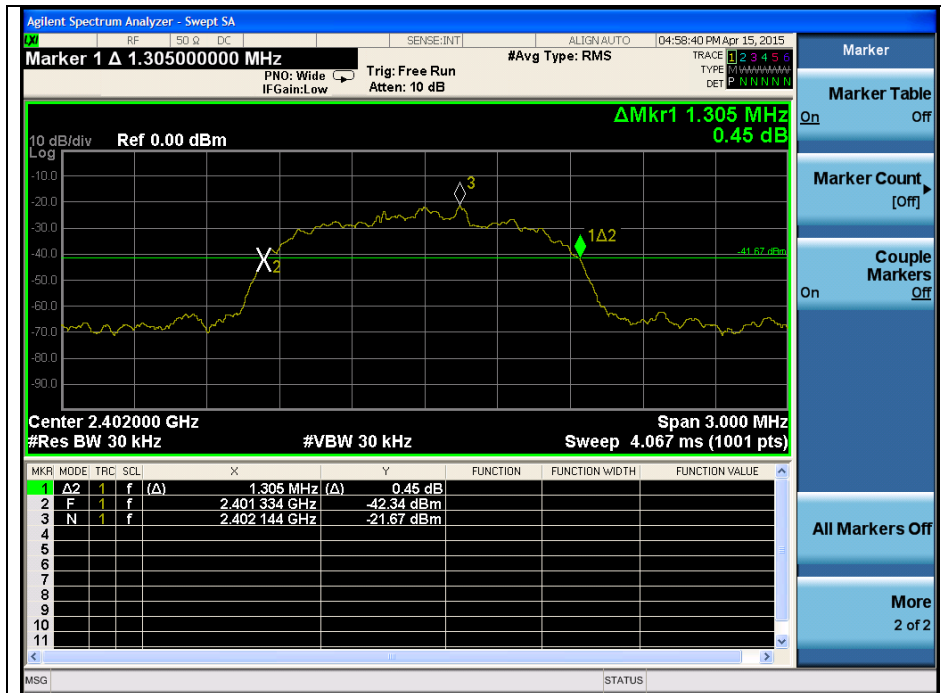 Agilent Spectrum Analyzer - Swept SA
LXI RF 50 Ω DC SENSE:INT ALIGN AUTO 04:58:40 PM Apr 15, 2015
Marker 1 Δ 1.305000000 MHz
#Avg Type: RMS
TRACE 1 2 3 4 5 6
PNO: Wide
Trig: Free Run
TYPE M
IFGain:Low
Atten: 10 dB
DET P N N N N N
ΔMkr1 1.305 MHz
0.45 dB
10 dB/div Ref 0.00 dBm
Log
-10.0
-20.0
-30.0
-40.0
-60.0
-70.0
-80.0
-90.0
3
1Δ2
2
-41.67 dBm
Center 2.402000 GHz Span 3.000 MHz
#Res BW 30 kHz #VBW 30 kHz Sweep 4.067 ms (1001 pts)
MKR MODE TRC SCL X Y FUNCTION FUNCTION WIDTH FUNCTION VALUE
1 Δ2 1 f (Δ) 1.305 MHz (Δ) 0.45 dB
2 F 1 f 2.401 334 GHz -42.34 dBm
3 N 1 f 2.402 144 GHz -21.67 dBm
4
5
6
7
8
9
10
11
MSG STATUS
Marker
Marker Table
On Off
Marker Count
[Off]
Couple
Markers
On Off
All Markers Off
More
2 of 2